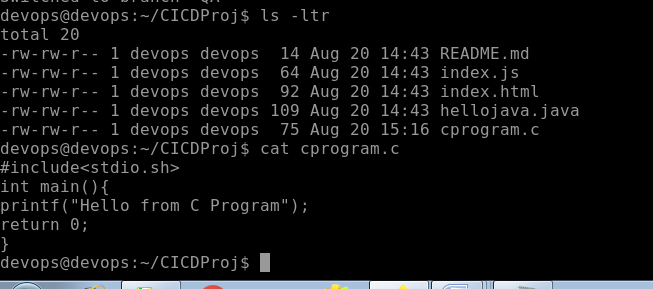 Switched to branch 'QA'
devops@devops:~/CICDProj$ ls -ltr
total 20
-rw-rw-r-- 1 devops devops  14 Aug 20 14:43 README.md
-rw-rw-r-- 1 devops devops  64 Aug 20 14:43 index.js
-rw-rw-r-- 1 devops devops  92 Aug 20 14:43 index.html
-rw-rw-r-- 1 devops devops 109 Aug 20 14:43 hellojava.java
-rw-rw-r-- 1 devops devops  75 Aug 20 15:16 cprogram.c
devops@devops:~/CICDProj$ cat cprogram.c
#include<stdio.sh>
int main(){
printf("Hello from C Program");
return 0;
}
devops@devops:~/CICDProj$